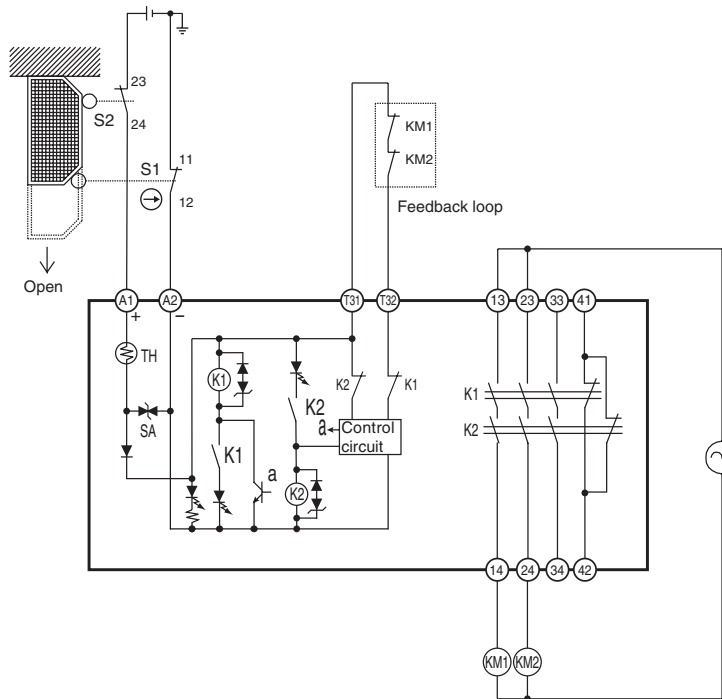 23
S2
24
S1
11
12
Open
KM1
KM2
Feedback loop
A1
A2
T31
T32
13
23
33
41
+
−
TH
SA
K1
K1
K2
K2
a
K2
K1
a
Control
circuit
K1
K2
14
24
34
42
KM1
KM2